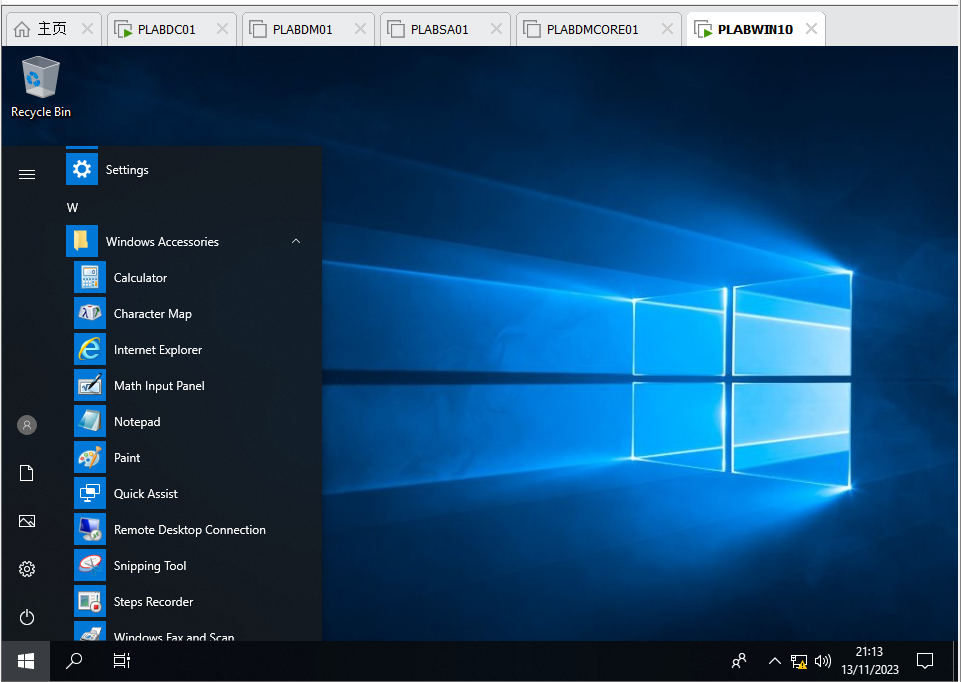 主页
PLABDC01
PLABDM01
PLABSA01
PLABDMCORE01
PLABWIN10
Recycle Bin
Settings
W
Windows Accessories
Calculator
Character Map
Internet Explorer
Math Input Panel
Notepad
Paint
Quick Assist
Remote Desktop Connection
Snipping Tool
Steps Recorder
Windows Fax and Scan
21:13
13/11/2023